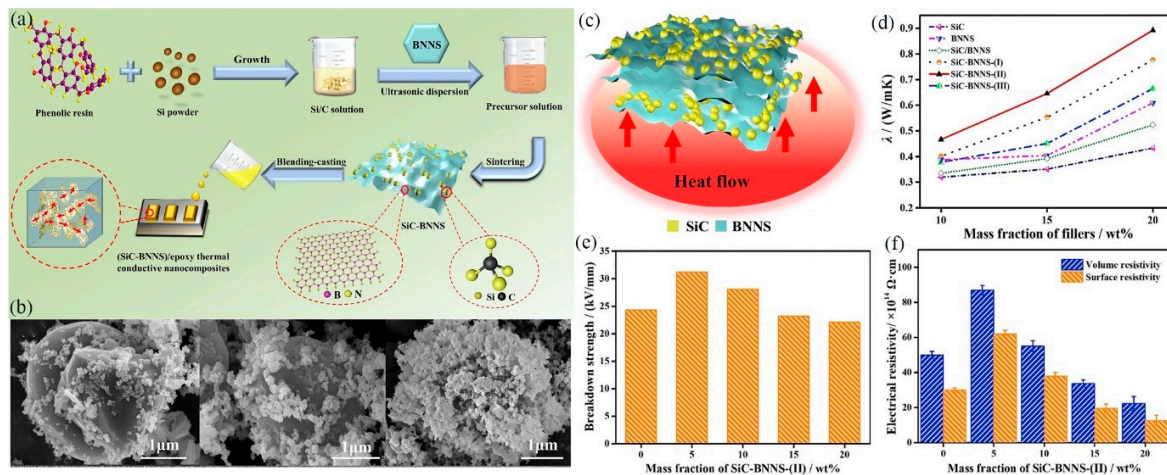 (a)
Phenolic resin
Si powder
Growth
Si/C solution
BNNS
Ultrasonic dispersion
Precursor solution
Sintering
SiC-BNNS
Blending-casting
(SiC-BNNS)/epoxy thermal
conductive nanocomposites
B
N
Si
C
(b)
1μm
1μm
1μm
(c)
Heat flow
SiC
BNNS
(d)
λ / (W/mK)
0.9
0.8
0.7
0.6
0.5
0.4
0.3
0.2
SiC
BNNS
SiC/BNNS
SiC-BNNS-(I)
SiC-BNNS-(II)
SiC-BNNS-(III)
10
15
20
Mass fraction of fillers / wt%
(e)
Breakdown strength / (kV/mm)
35
30
25
20
15
10
5
0
0
5
10
15
20
Mass fraction of SiC-BNNS-(II) / wt%
(f)
Electrical resistivity/ ×10¹⁴ Ω·cm
100
80
60
40
20
0
Volume resistivity
Surface resistivity
0
5
10
15
20
Mass fraction of SiC-BNNS-(II) / wt%